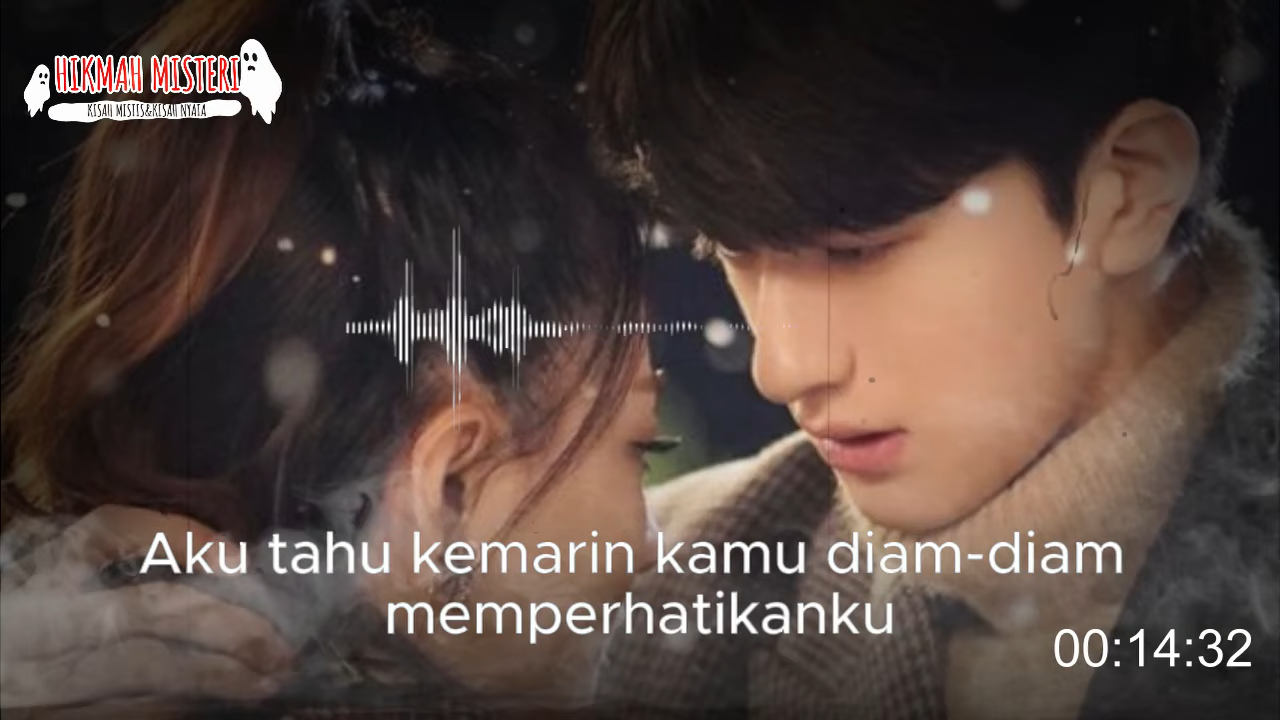 HIKMAH MISTERI
KISAH MISTIS&KISAH NYATA
Aku tahu kemarin kamu diam-diam
memperhatikanku
00:14:32